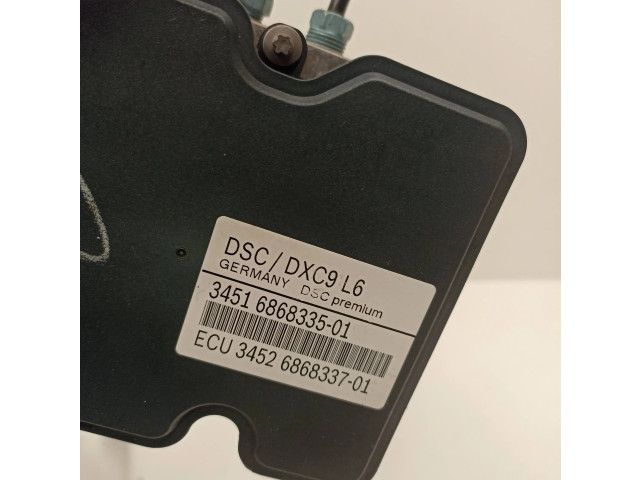 DSC/DXC9 L6
GERMANY DSC premium
3451 6868335-01
ECU 3452 6868337-01